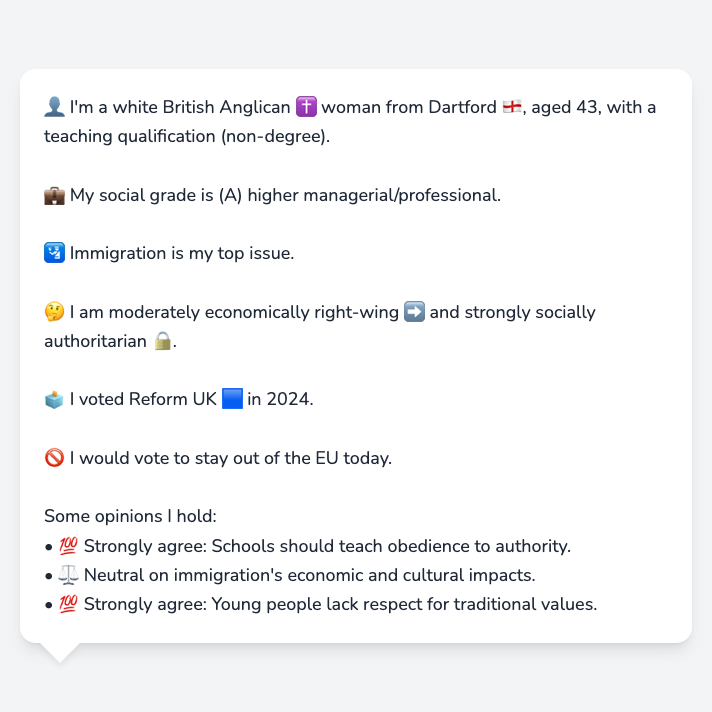 👤 I'm a white British Anglican ✝️ woman from Dartford 🏴󠁧󠁢󠁥󠁮󠁧󠁿, aged 43, with a
teaching qualification (non-degree).
💼 My social grade is (A) higher managerial/professional.
🛂 Immigration is my top issue.
🤔 I am moderately economically right-wing ➡️ and strongly socially
authoritarian 🔒.
🗳️ I voted Reform UK 🟦 in 2024.
🚫 I would vote to stay out of the EU today.
Some opinions I hold:
• 💯 Strongly agree: Schools should teach obedience to authority.
• ⚖️ Neutral on immigration's economic and cultural impacts.
• 💯 Strongly agree: Young people lack respect for traditional values.